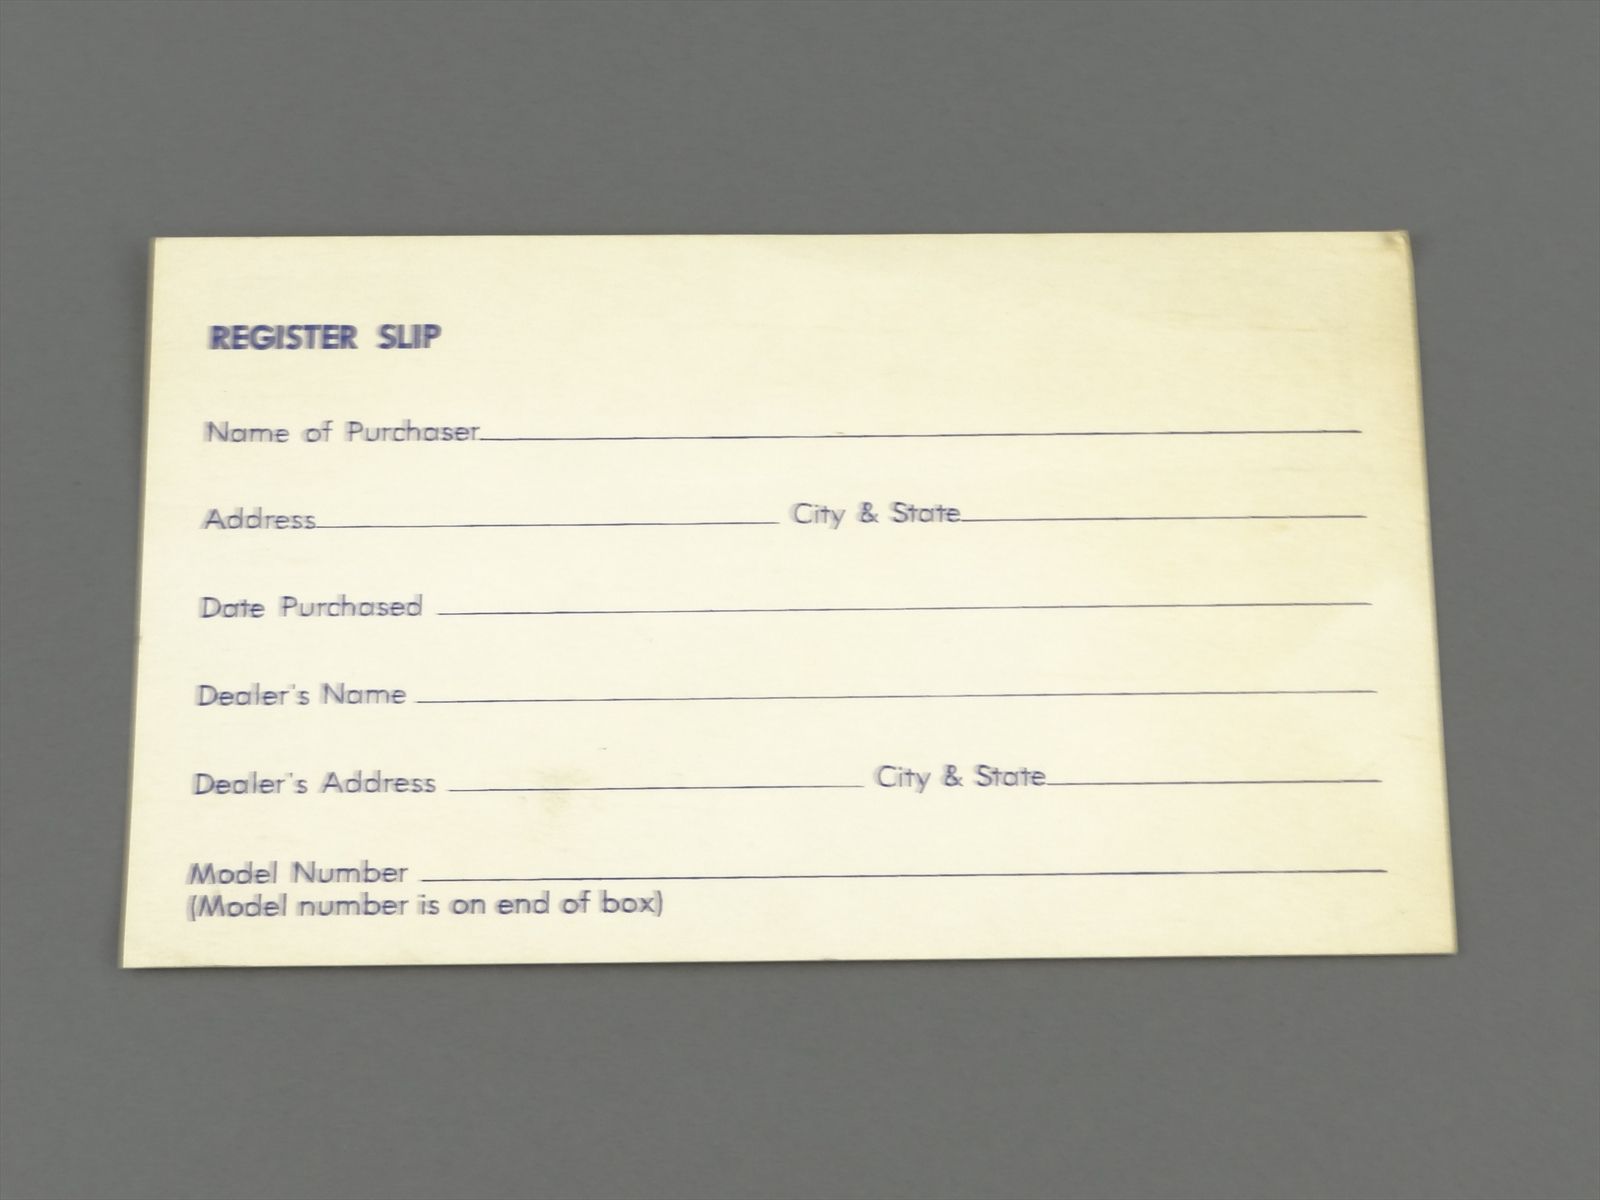 REGISTER SLIP
Name of Purchaser
Address City & State
Date Purchased
Dealer's Name
Dealer's Address City & State
Model Number
(Model number is on end of box)